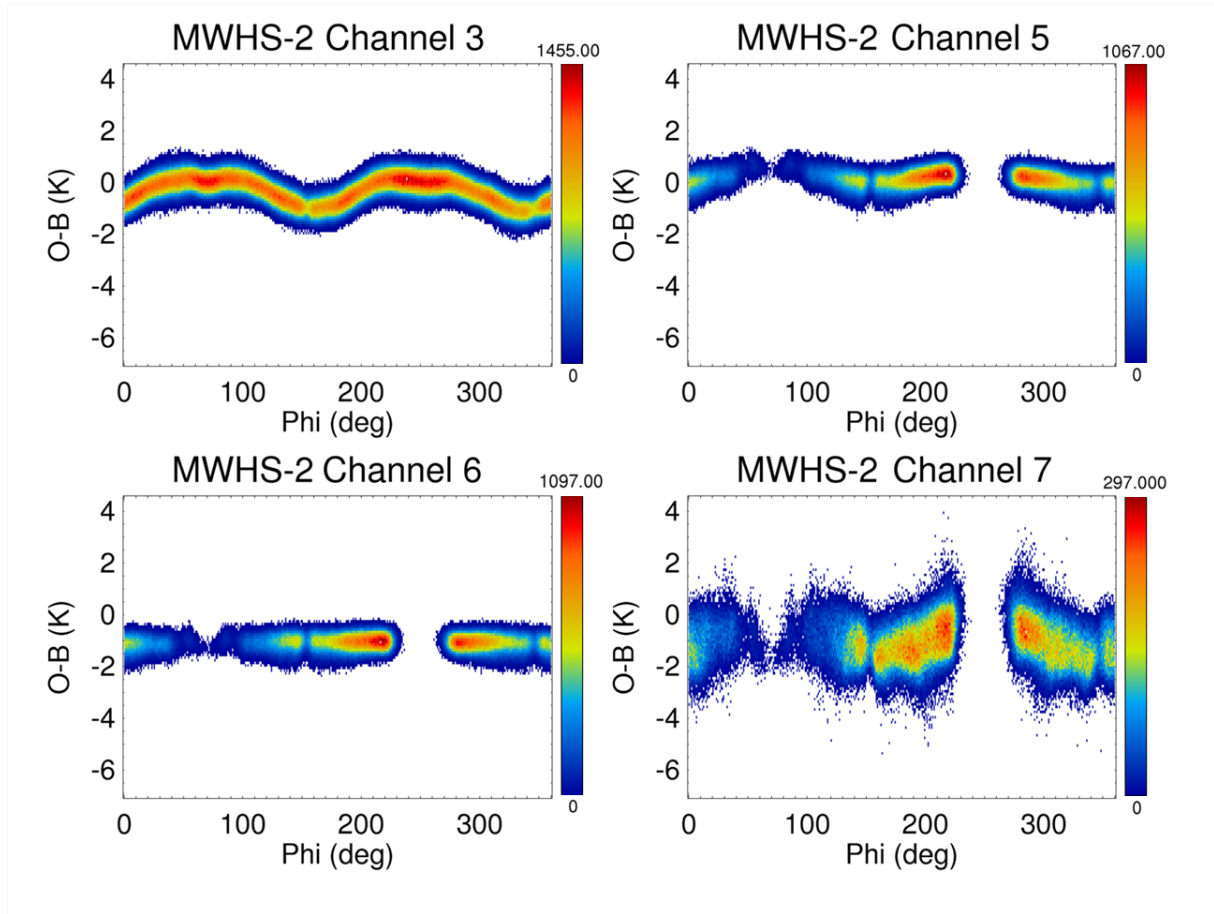 MWHS-2 Channel 3
1455.00
4
2
0
-2
-4
-6
O-B (K)
0
0 100 200 300
Phi (deg)
MWHS-2 Channel 5
1067.00
4
2
0
-2
-4
-6
O-B (K)
0
0 100 200 300
Phi (deg)
MWHS-2 Channel 6
1097.00
4
2
0
-2
-4
-6
O-B (K)
0
0 100 200 300
Phi (deg)
MWHS-2 Channel 7
297.000
4
2
0
-2
-4
-6
O-B (K)
0
0 100 200 300
Phi (deg)